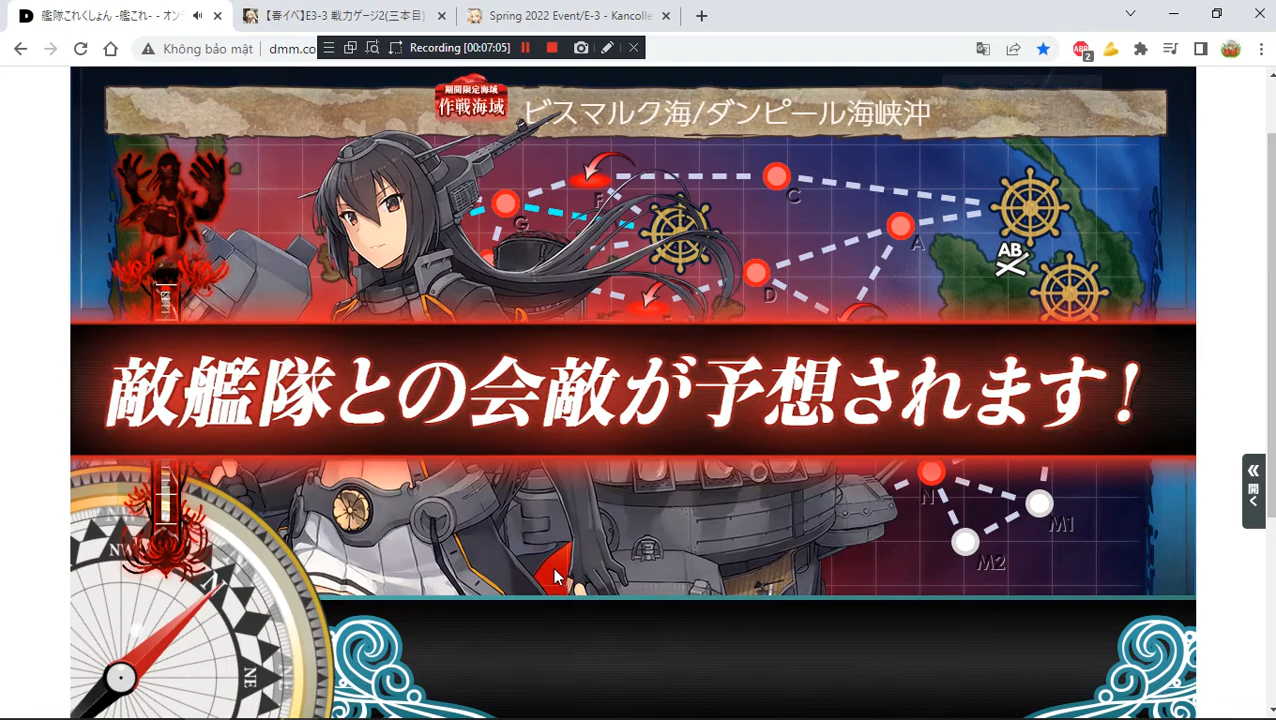 艦隊これくしょん -艦これ- - オンラ
【春イベ】E3-3 戦力ゲージ2(三本目)
Spring 2022 Event/E-3 - Kancolle
Không bảo mật
dmm.co
Recording [00:07:05]
ABP
2
期間限定海域
作戦海域
ビスマルク海/ダンピール海峡沖
F
C
G
A
AB
D
敵艦隊との会敵が予想されます!
開く
N
M1
M2
NW
N
NE